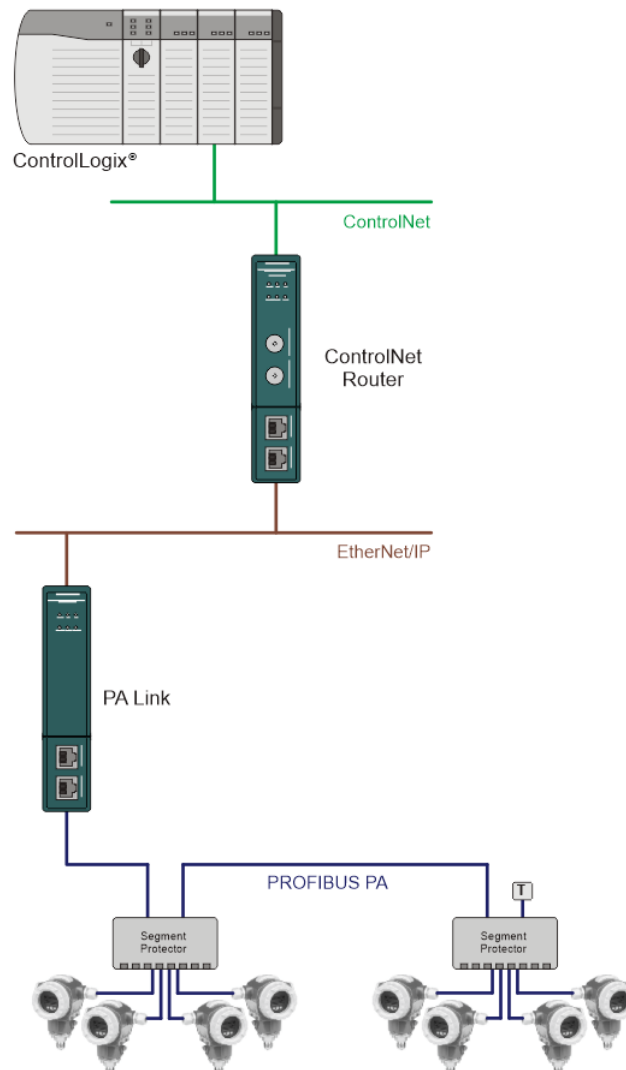 ControlLogix®
ControlNet
ControlNet
Router
EtherNet/IP
PA Link
PROFIBUS PA
T
Segment
Protector
Segment
Protector